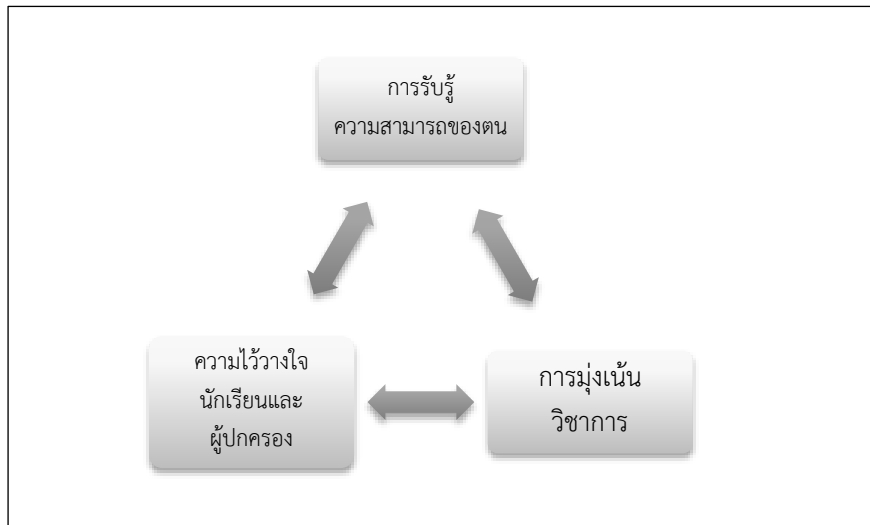 การรับรู้
ความสามารถของตน
ความไว้วางใจ
นักเรียนและ
ผู้ปกครอง
การมุ่งเน้น
วิชาการ